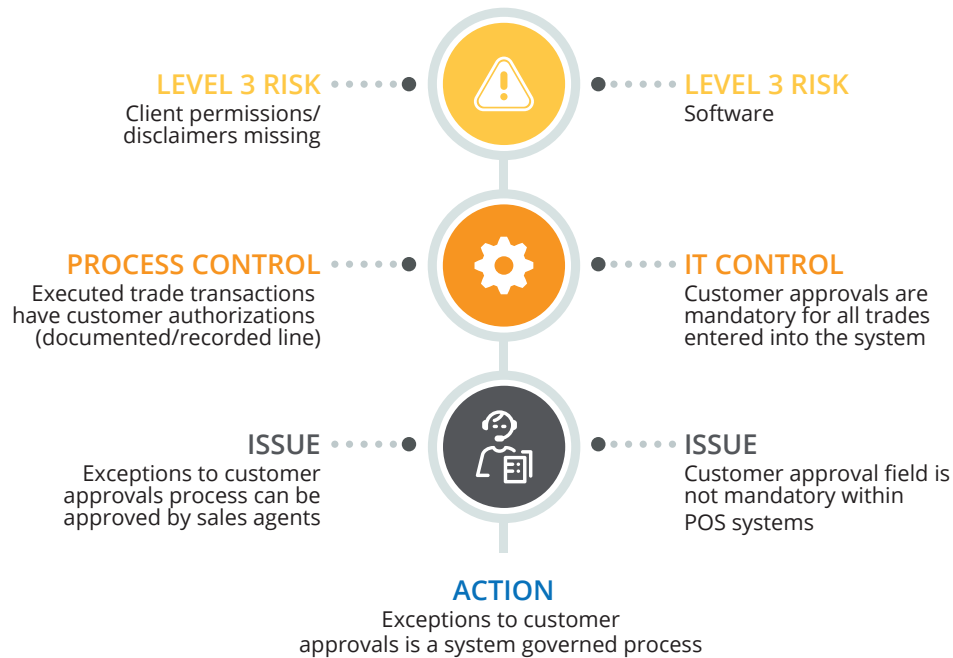 LEVEL 3 RISK
Client permissions/
disclaimers missing
LEVEL 3 RISK
Software
PROCESS CONTROL
Executed trade transactions
have customer authorizations
(documented/recorded line)
IT CONTROL
Customer approvals are
mandatory for all trades
entered into the system
ISSUE
Exceptions to customer
approvals process can be
approved by sales agents
ISSUE
Customer approval field is
not mandatory within
POS systems
ACTION
Exceptions to customer
approvals is a system governed process